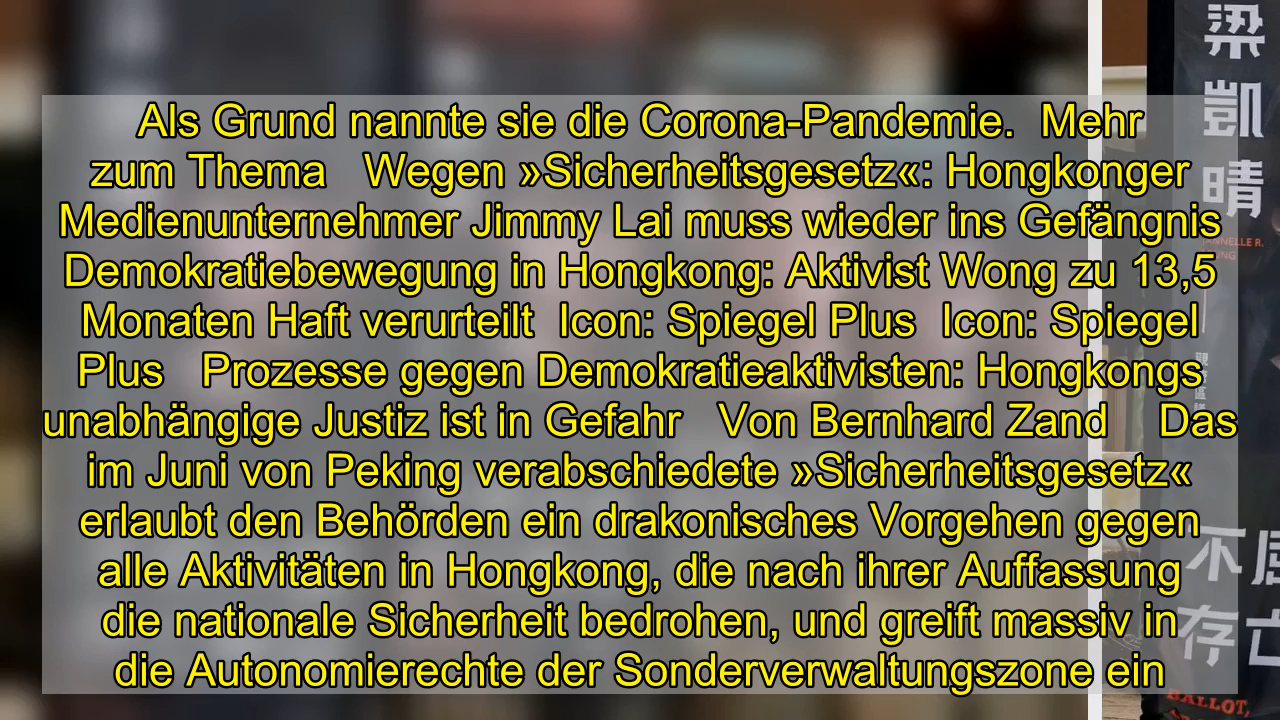 Als Grund nannte sie die Corona-Pandemie. Mehr
zum Thema Wegen »Sicherheitsgesetz«: Hongkonger
Medienunternehmer Jimmy Lai muss wieder ins Gefängnis
Demokratiebewegung in Hongkong: Aktivist Wong zu 13,5
Monaten Haft verurteilt Icon: Spiegel Plus Icon: Spiegel
Plus Prozesse gegen Demokratieaktivisten: Hongkongs
unabhängige Justiz ist in Gefahr Von Bernhard Zand Das
im Juni von Peking verabschiedete »Sicherheitsgesetz«
erlaubt den Behörden ein drakonisches Vorgehen gegen
alle Aktivitäten in Hongkong, die nach ihrer Auffassung
die nationale Sicherheit bedrohen, und greift massiv in
die Autonomierechte der Sonderverwaltungszone ein
梁凱晴
不
存亡
BALLOT,